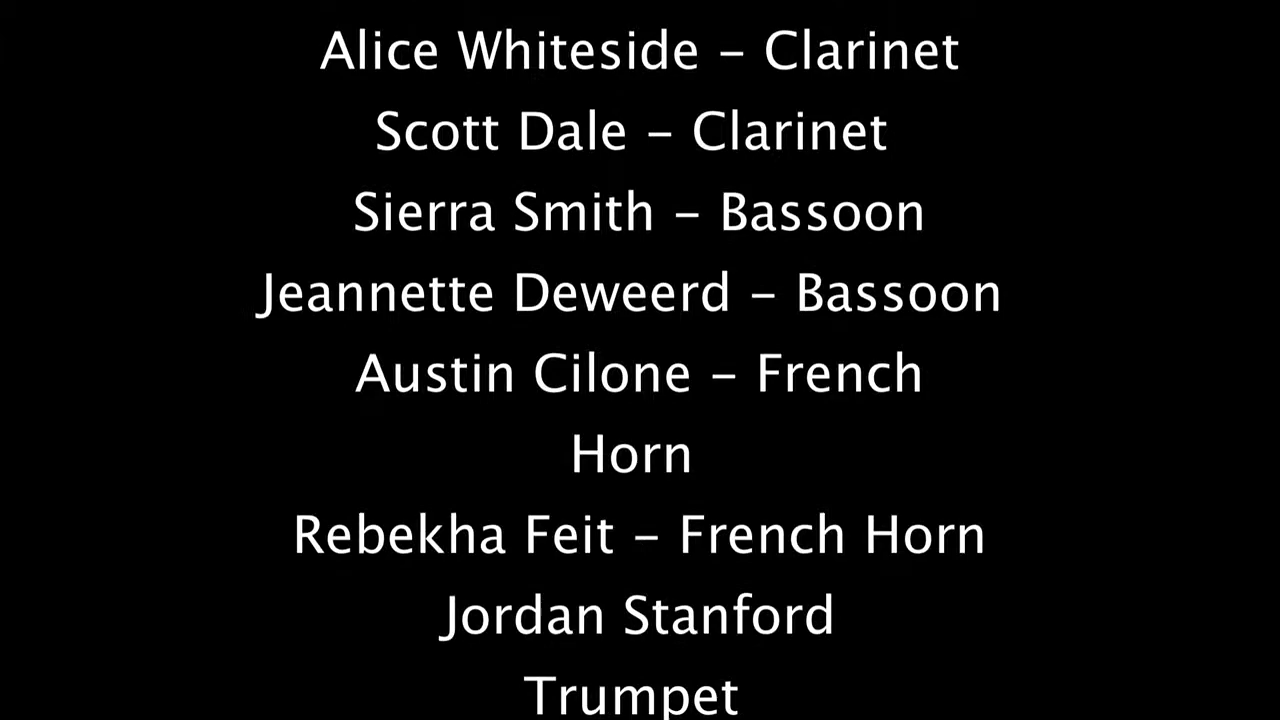 Alice Whiteside – Clarinet
Scott Dale – Clarinet
Sierra Smith – Bassoon
Jeannette Deweerd – Bassoon
Austin Cilone – French
Horn
Rebekha Feit – French Horn
Jordan Stanford
Trumpet